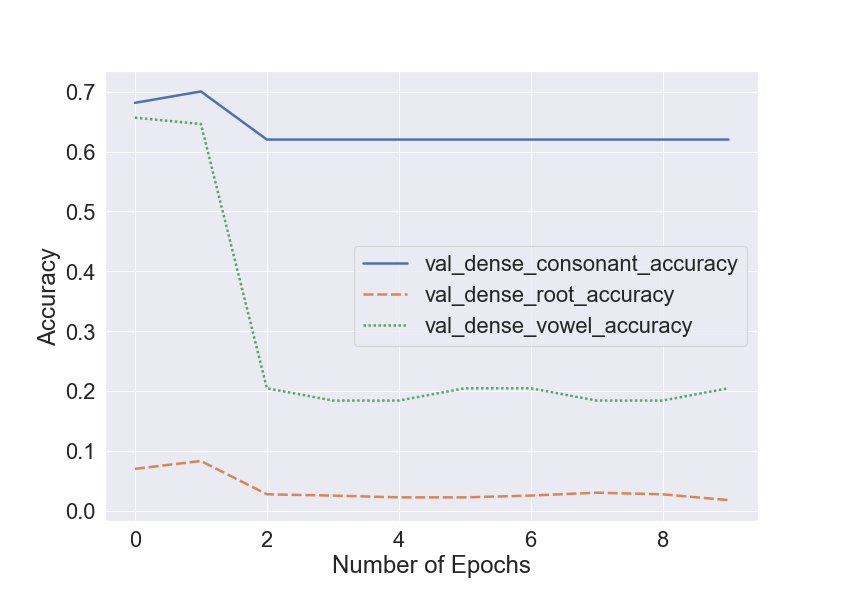 0.7
0.6
0.5
0.4
0.3
0.2
0.1
0.0
Accuracy
val_dense_consonant_accuracy
val_dense_root_accuracy
val_dense_vowel_accuracy
0 2 4 6 8
Number of Epochs